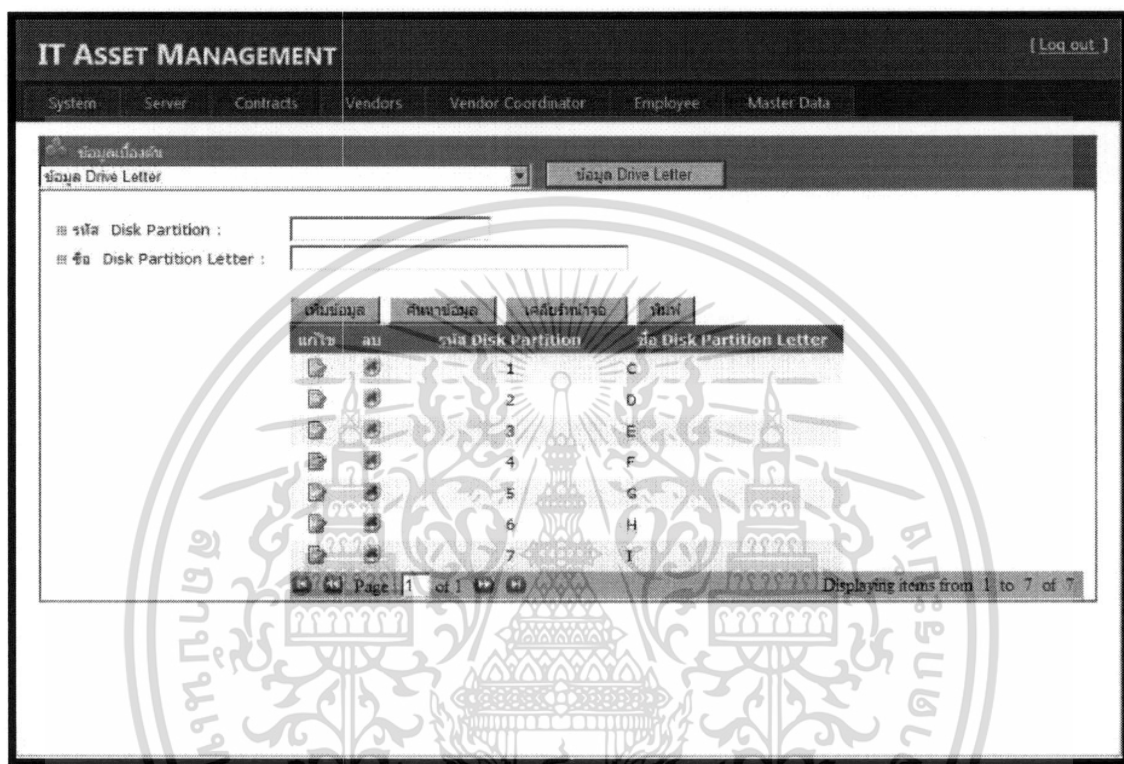 IT ASSET MANAGEMENT
[ Log out ]
System Server Contracts Vendors Vendor Coordinator Employee Master Data
ข้อมูลเบื้องต้น
ข้อมูล Drive Letter ข้อมูล Drive Letter
รหัส Disk Partition :
ชื่อ Disk Partition Letter :
เพิ่มข้อมูล ค้นหาข้อมูล เคลียร์หน้าจอ พิมพ์
แก้ไข ลบ รหัส Disk Partition ชื่อ Disk Partition Letter
1 C
2 D
3 E
4 F
5 G
6 H
7 I
Page 1 of 1 Displaying items from 1 to 7 of 7